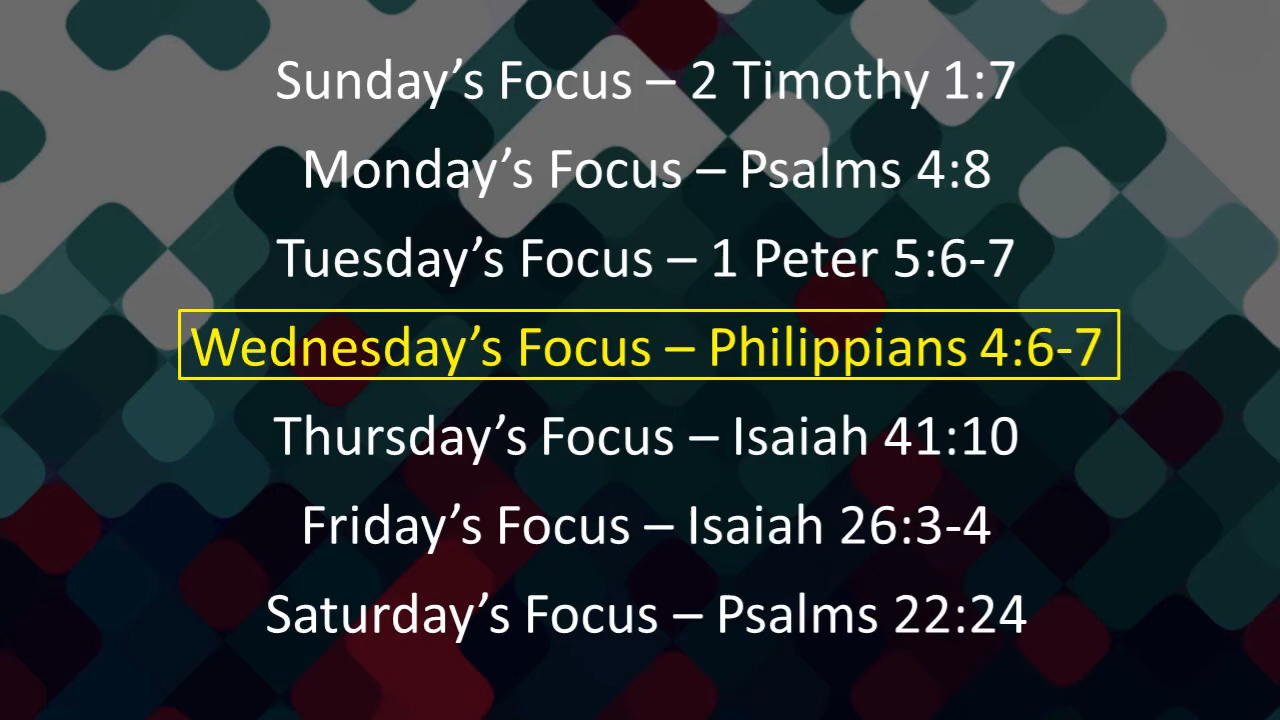 Sunday’s Focus – 2 Timothy 1:7
Monday’s Focus – Psalms 4:8
Tuesday’s Focus – 1 Peter 5:6-7
Wednesday’s Focus – Philippians 4:6-7
Thursday’s Focus – Isaiah 41:10
Friday’s Focus – Isaiah 26:3-4
Saturday’s Focus – Psalms 22:24